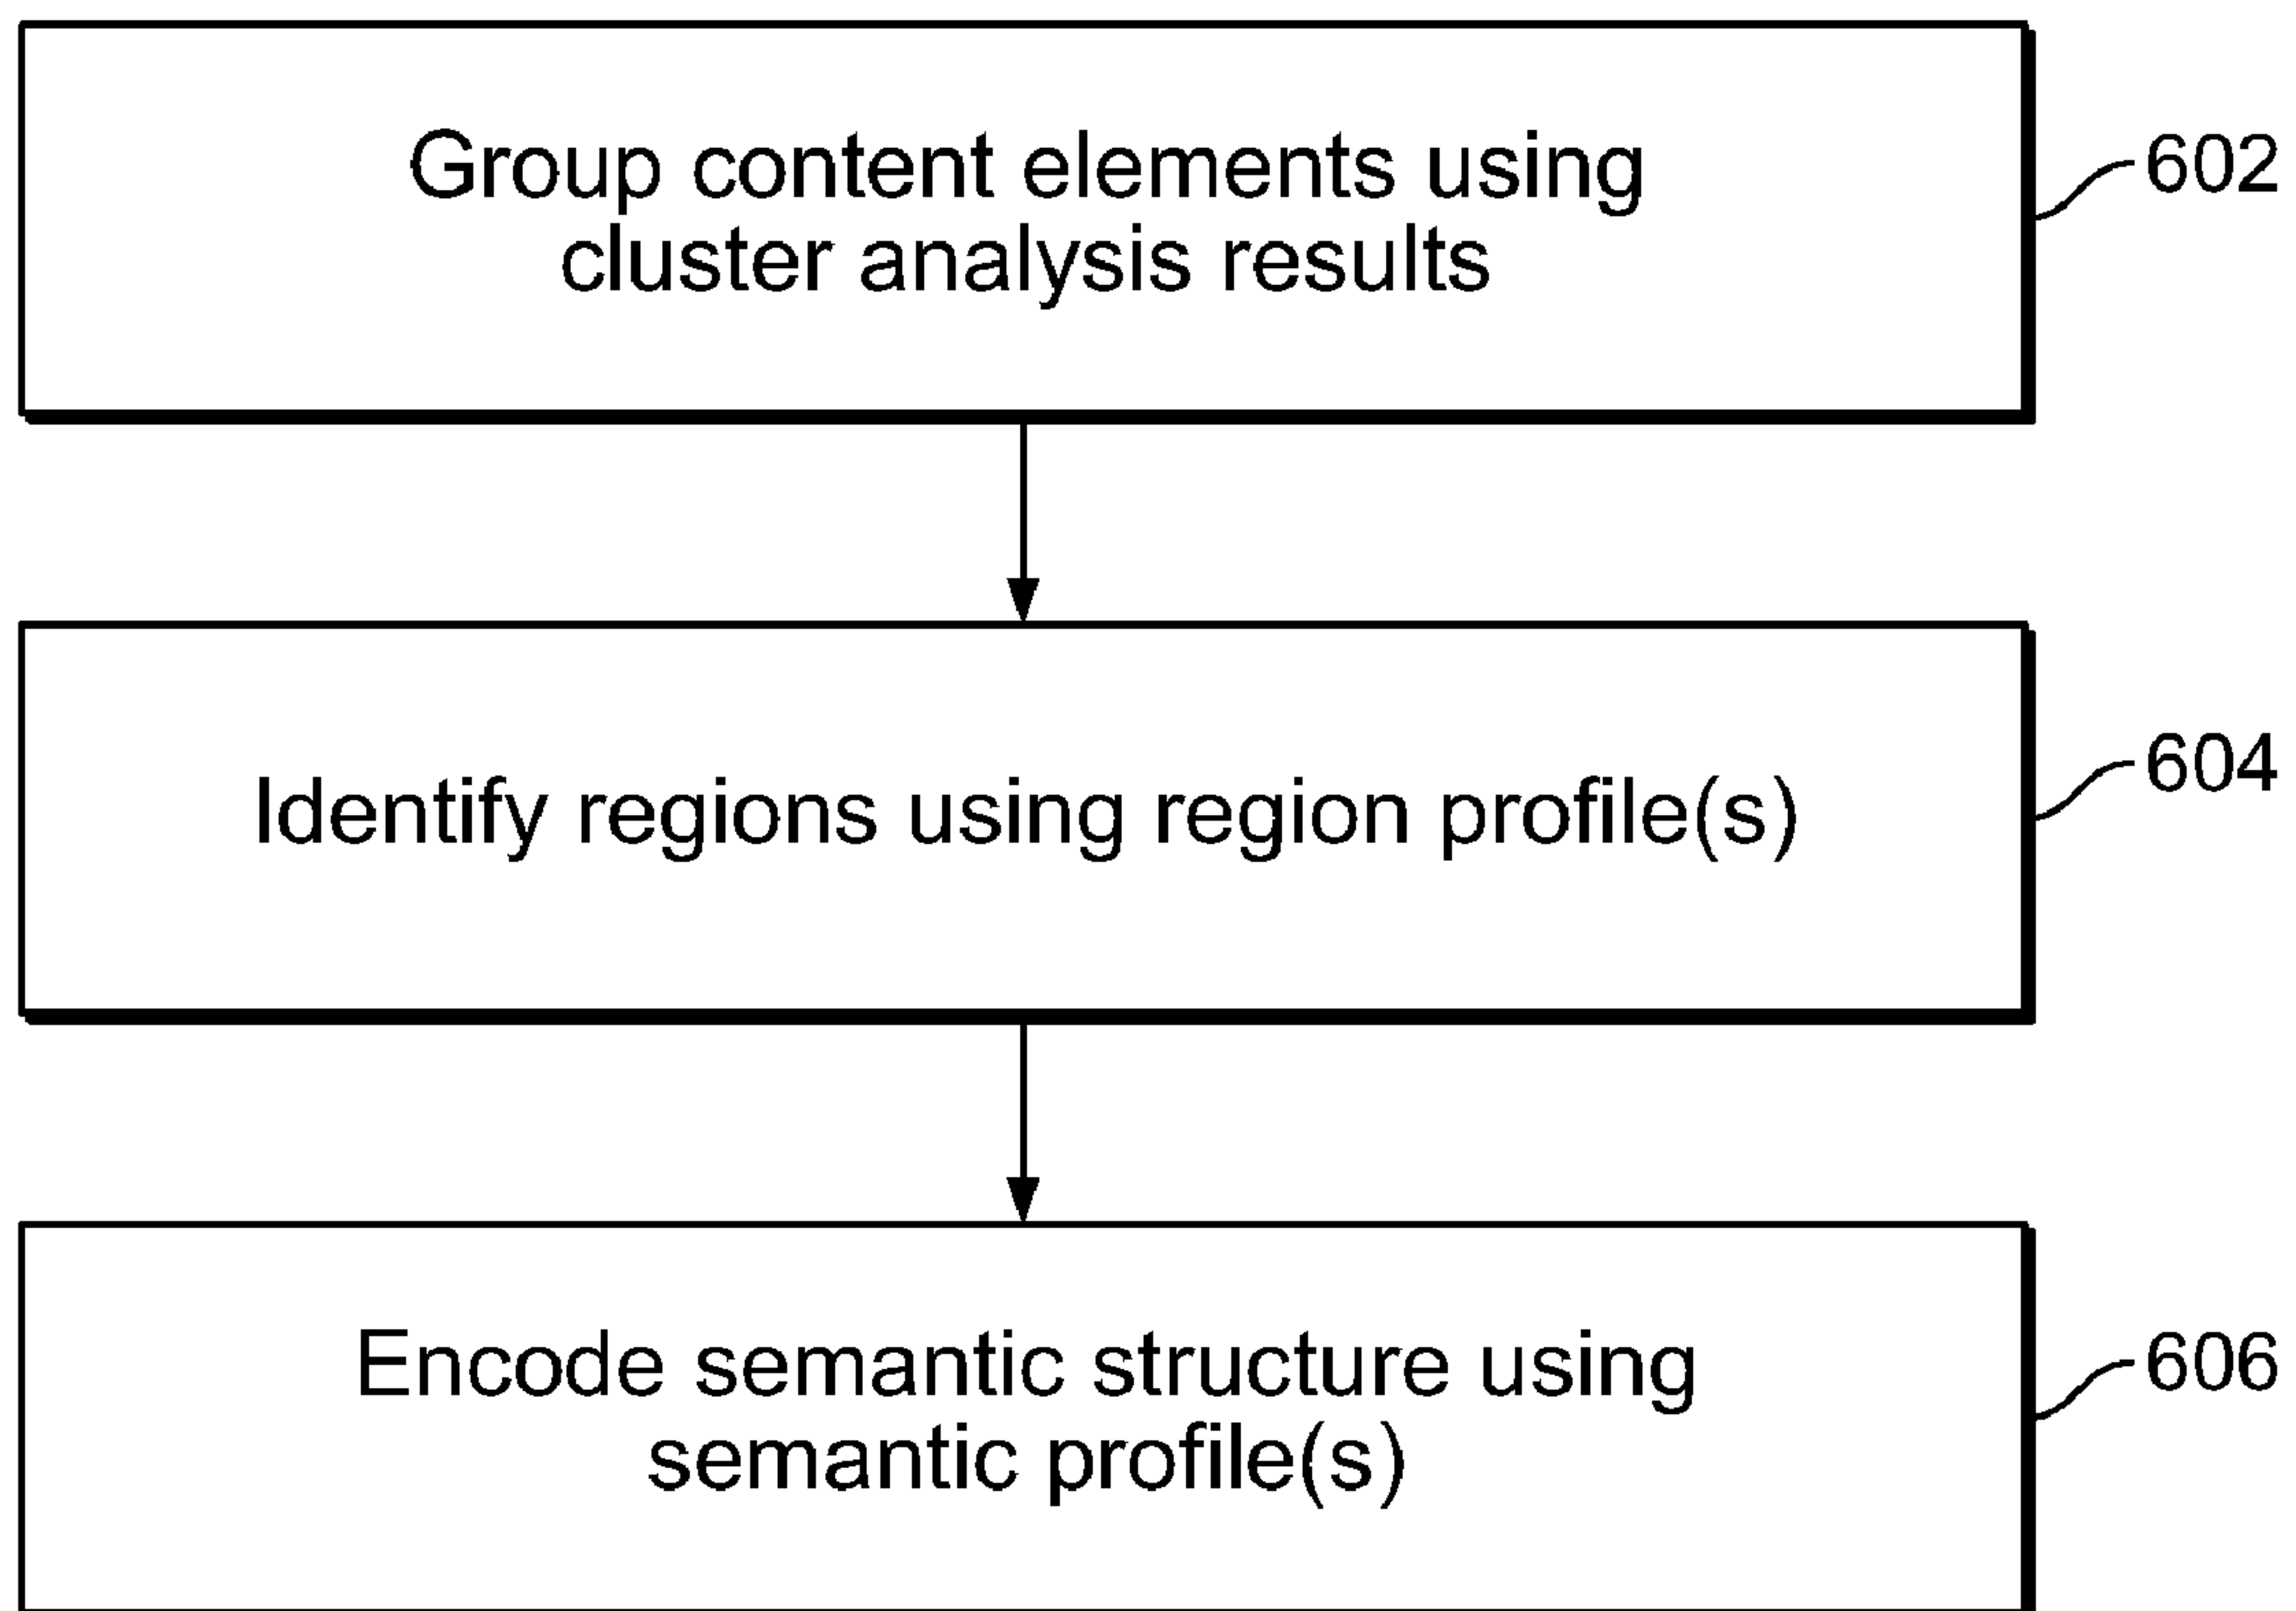 Group content elements using
cluster analysis results
602
Identify regions using region profile(s)
604
Encode semantic structure using
semantic profile(s)
606